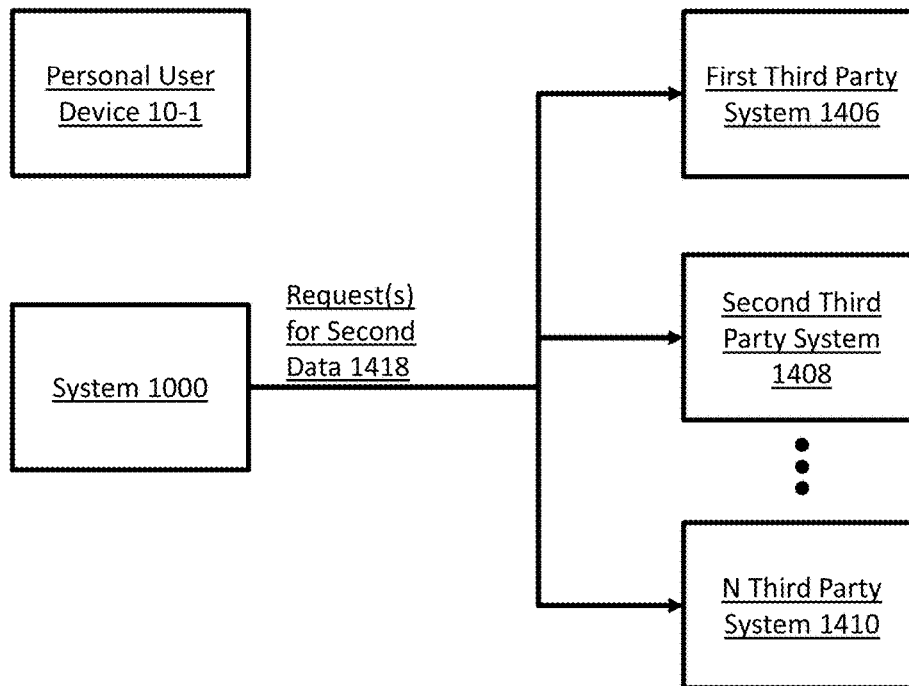 Personal User
Device 10-1
First Third Party
System 1406
Request(s)
for Second
Data 1418
System 1000
Second Third
Party System
1408
N Third Party
System 1410